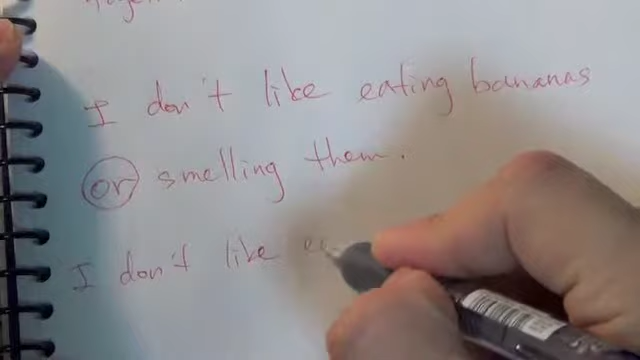 I don't like eating bananas
or smelling them.
I don't like